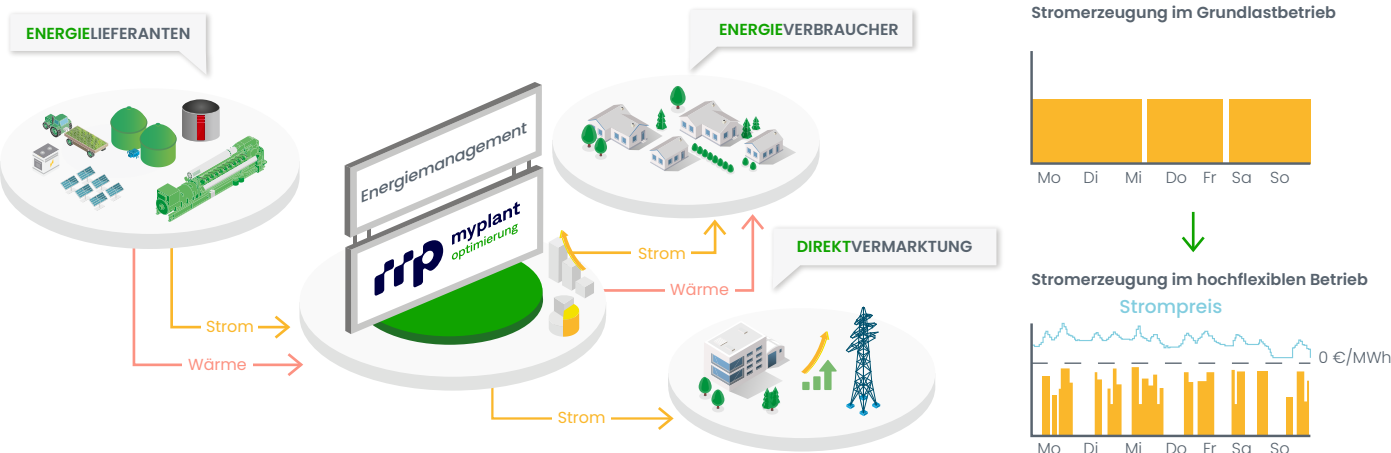 ENERGIELIEFERANTEN
ENERGIEVERBRAUCHER
Energiemanagement
myplant
optimierung
Strom
Wärme
Strom
Wärme
DIREKTVERMARKTUNG
Strom
Stromerzeugung im Grundlastbetrieb
Mo Di Mi Do Fr Sa So
Stromerzeugung im hochflexiblen Betrieb
Strompreis
0 €/MWh
Mo Di Mi Do Fr Sa So